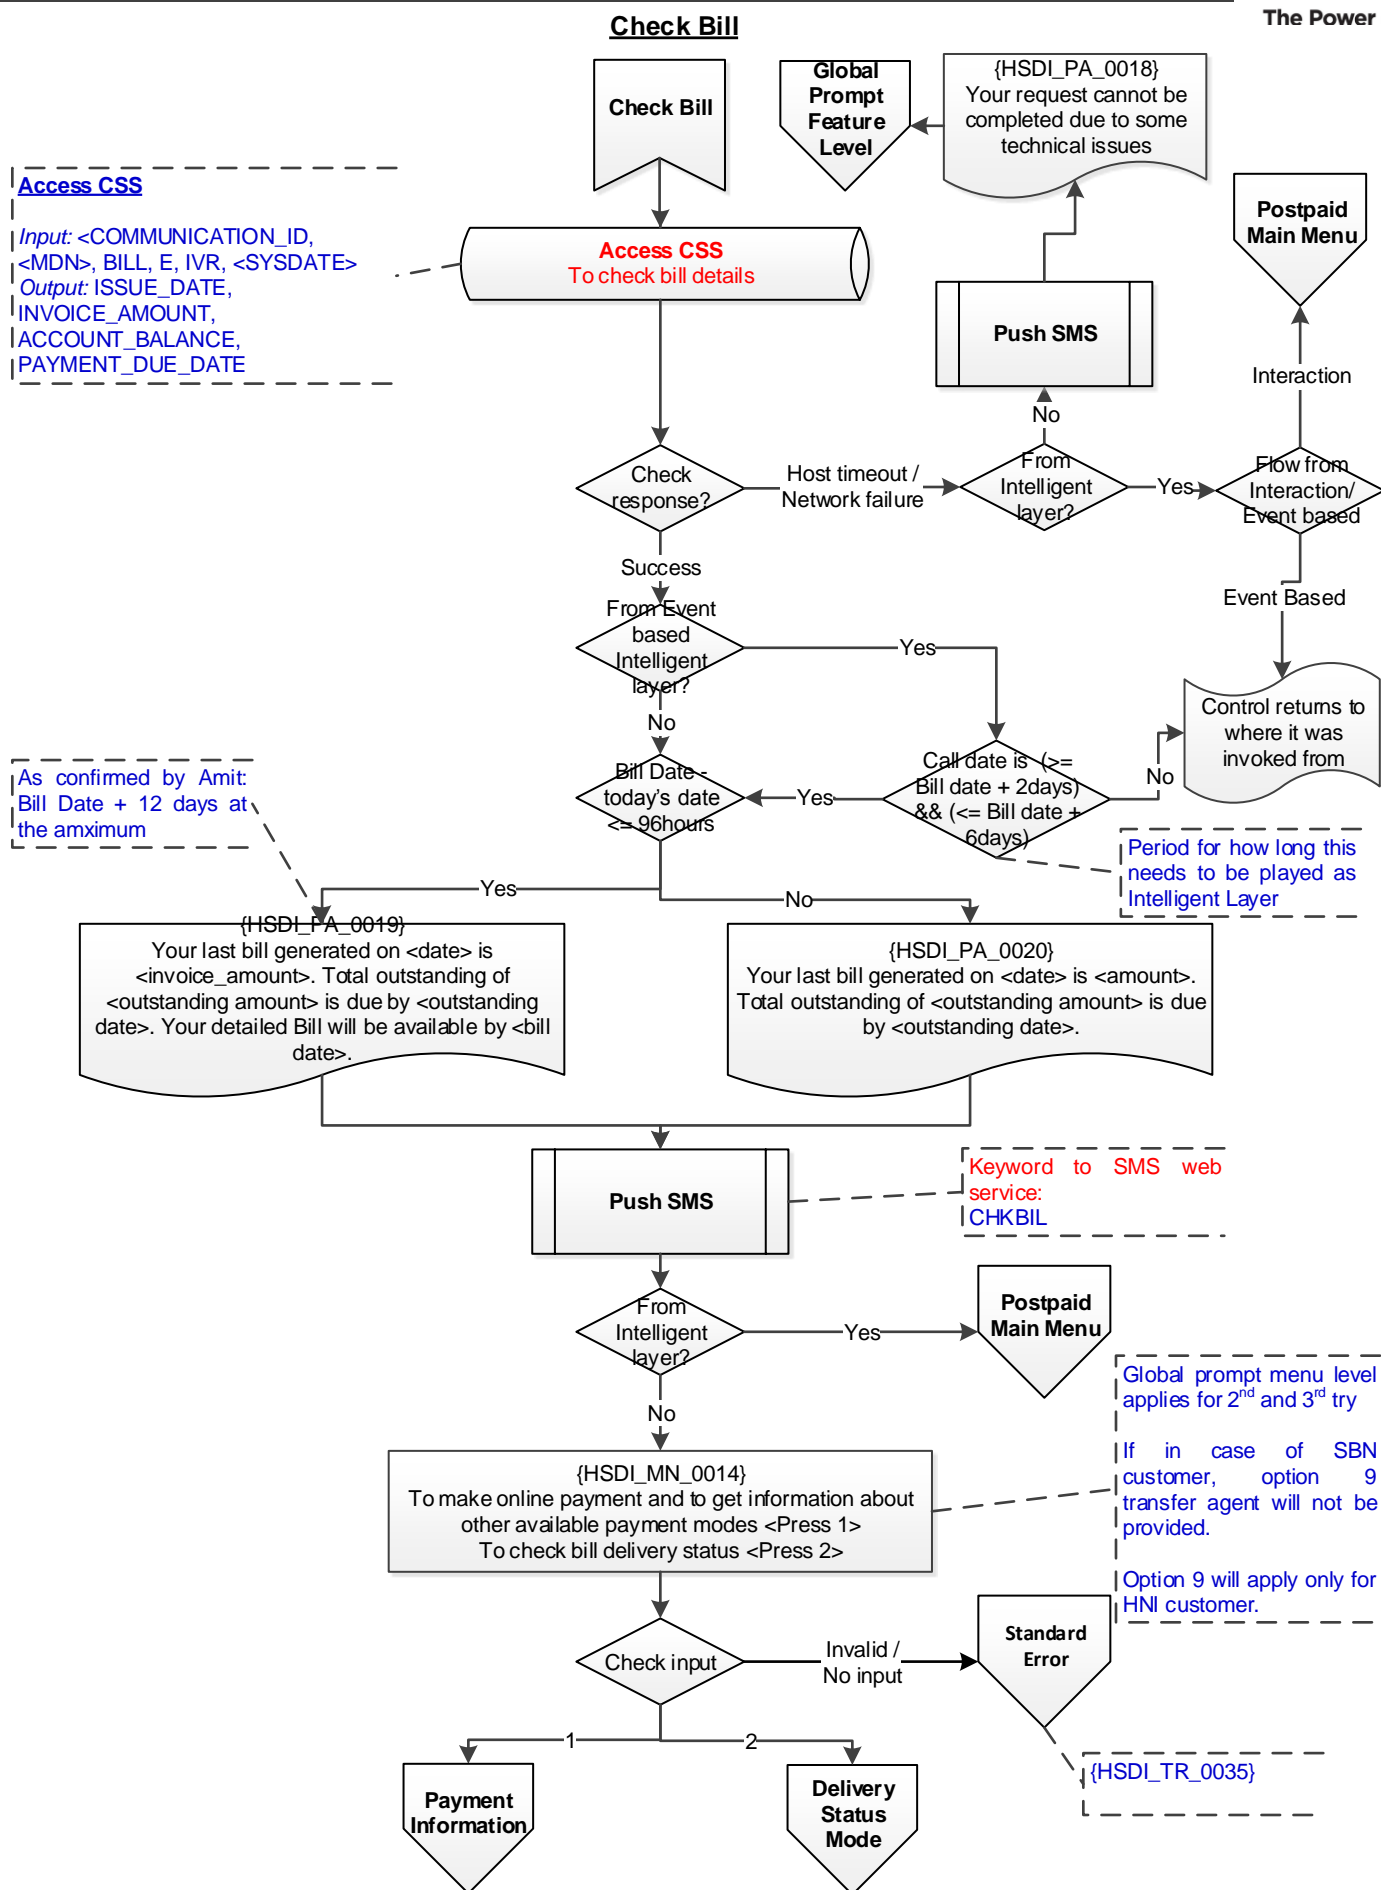 The Power
Check Bill
Check Bill
Global
Prompt
Feature
Level
{HSDI_PA_0018}
Your request cannot be
completed due to some
technical issues
Postpaid
Main Menu
Access CSS
Input: <COMMUNICATION_ID,
<MDN>, BILL, E, IVR, <SYSDATE>
Output: ISSUE_DATE,
INVOICE_AMOUNT,
ACCOUNT_BALANCE,
PAYMENT_DUE_DATE
Access CSS
To check bill details
Push SMS
Interaction
No
Check
response?
Host timeout /
Network failure
From
Intelligent
layer?
Yes
Flow from
Interaction/
Event based
Success
Event Based
From Event
based
Intelligent
layer?
Yes
No
Control returns to
where it was
invoked from
As confirmed by Amit:
Bill Date + 12 days at
the amximum
Bill Date -
today's date
<= 96hours
Yes
Call date is (>=
Bill date + 2days)
&& (<= Bill date +
6days)
No
Period for how long this
needs to be played as
Intelligent Layer
Yes
No
{HSDI_PA_0019}
Your last bill generated on <date> is
<invoice_amount>. Total outstanding of
<outstanding amount> is due by <outstanding
date>. Your detailed Bill will be available by <bill
date>.
{HSDI_PA_0020}
Your last bill generated on <date> is <amount>.
Total outstanding of <outstanding amount> is due
by <outstanding date>.
Push SMS
Keyword to SMS web
service:
CHKBIL
From
Intelligent
layer?
Yes
Postpaid
Main Menu
No
Global prompt menu level
applies for 2nd and 3rd try
If in case of SBN
customer, option 9
transfer agent will not be
provided.
Option 9 will apply only for
HNI customer.
{HSDI_MN_0014}
To make online payment and to get information about
other available payment modes <Press 1>
To check bill delivery status <Press 2>
Check input
Invalid /
No input
Standard
Error
1
2
{HSDI_TR_0035}
Payment
Information
Delivery
Status
Mode